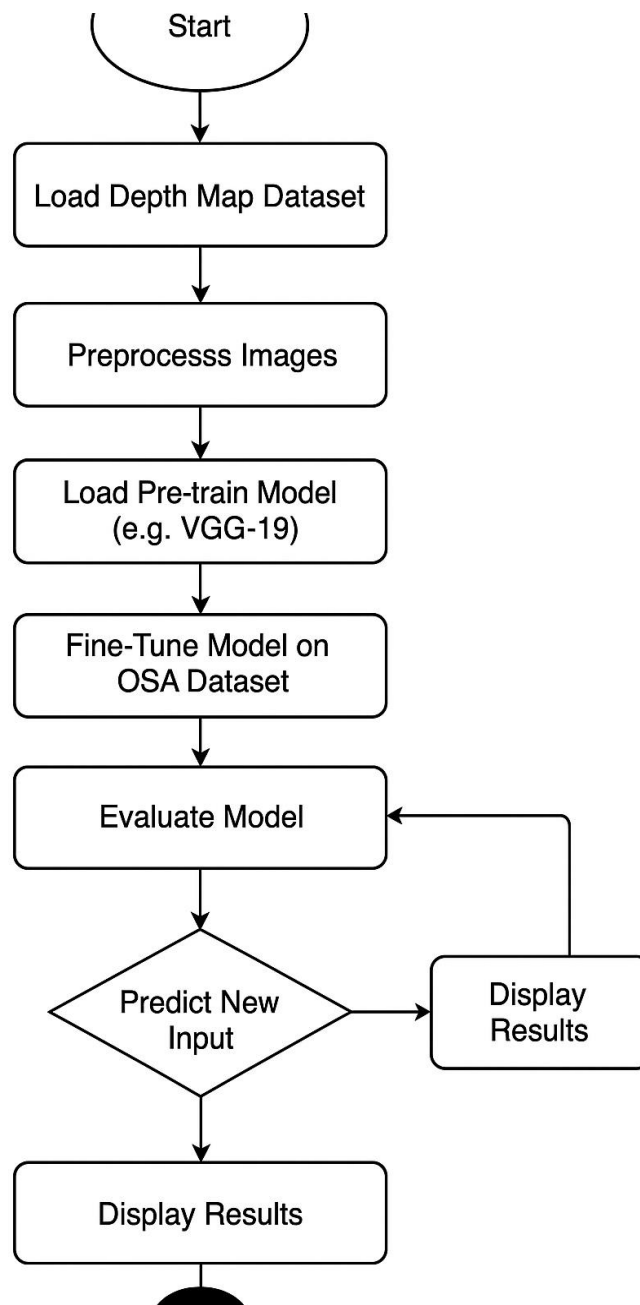 Start
Load Depth Map Dataset
Preprocesss Images
Load Pre-train Model
(e.g. VGG-19)
Fine-Tune Model on
OSA Dataset
Evaluate Model
Predict New
Input
Display
Results
Display Results